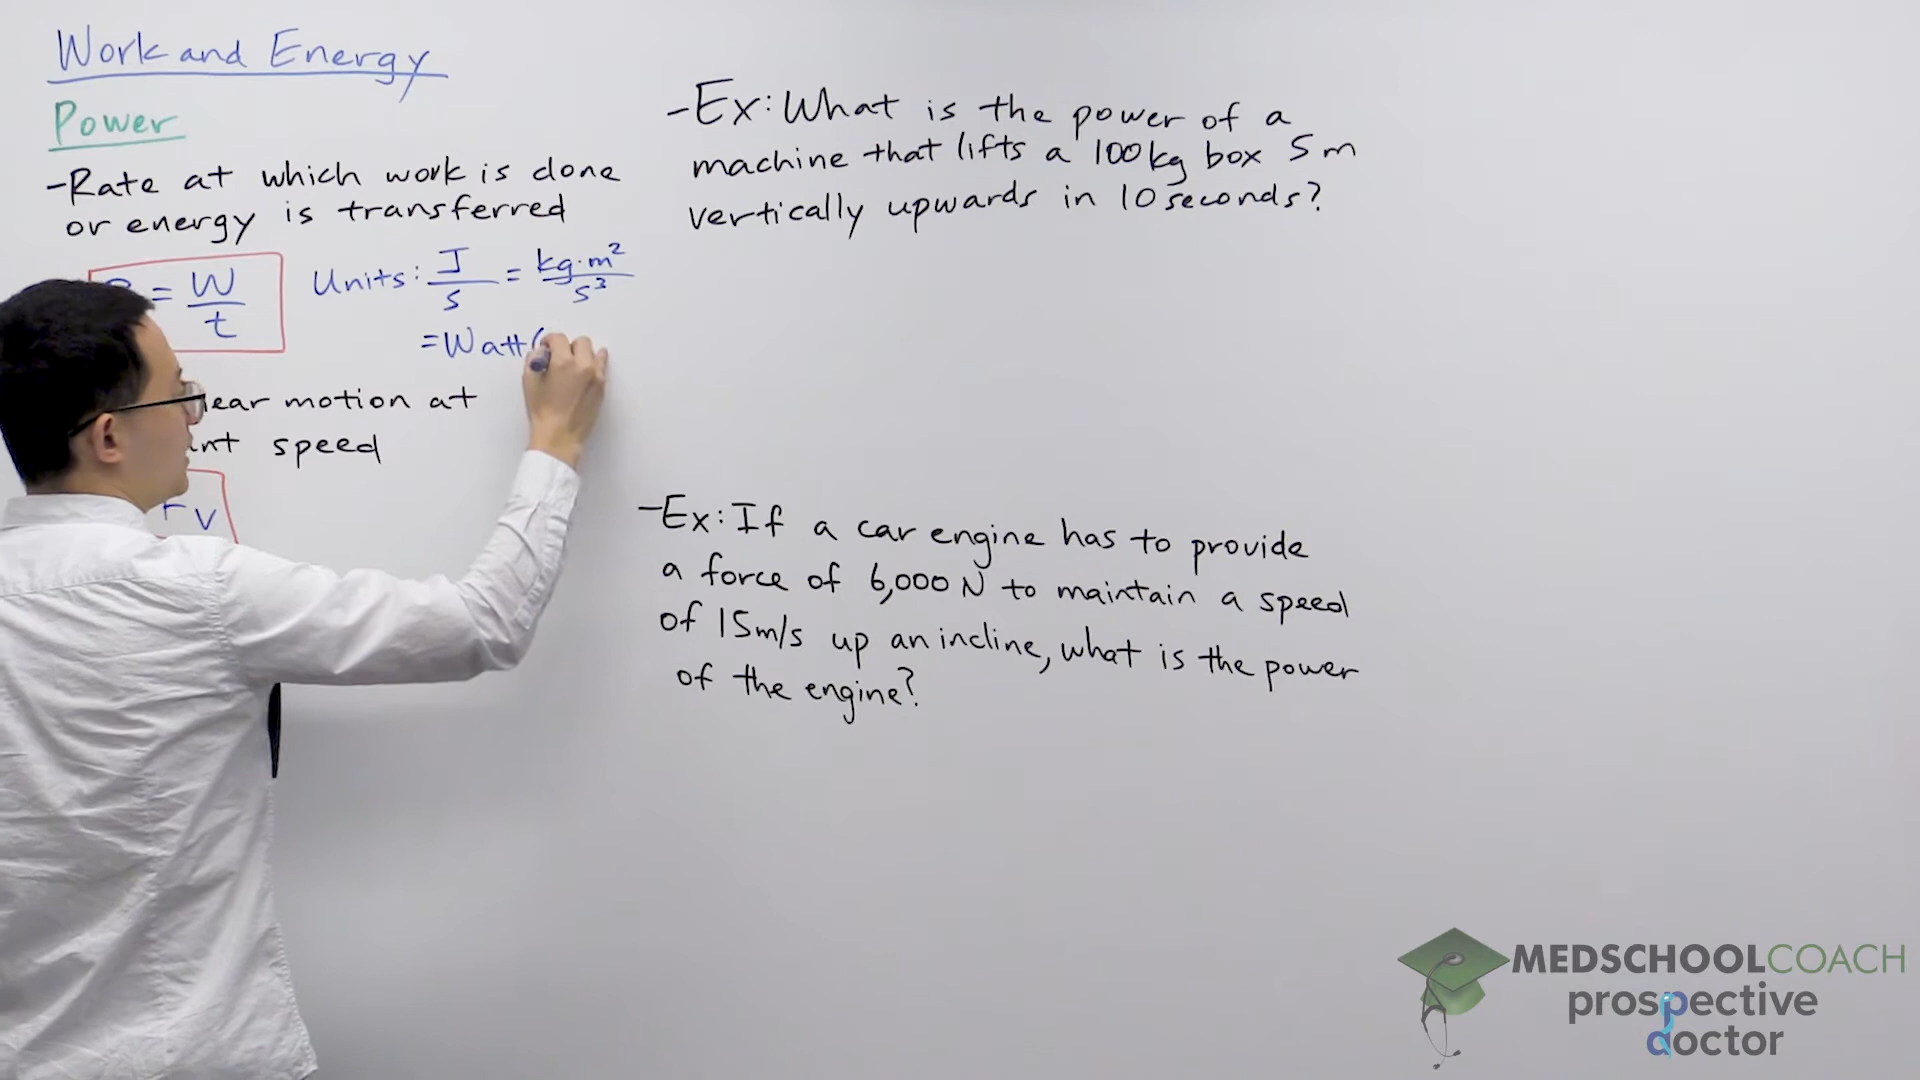 Work and Energy
Power
-Rate at which work is done
or energy is transferred
= W/t
Units: J/s = kg·m²/s³
=Watt(
motion at
speed
v
-Ex: What is the power of a
machine that lifts a 100kg box 5m
vertically upwards in 10 seconds?
-Ex: If a car engine has to provide
a force of 6,000 N to maintain a speed
of 15m/s up an incline, what is the power
of the engine?
MEDSCHOOLCOACH
prospective
doctor